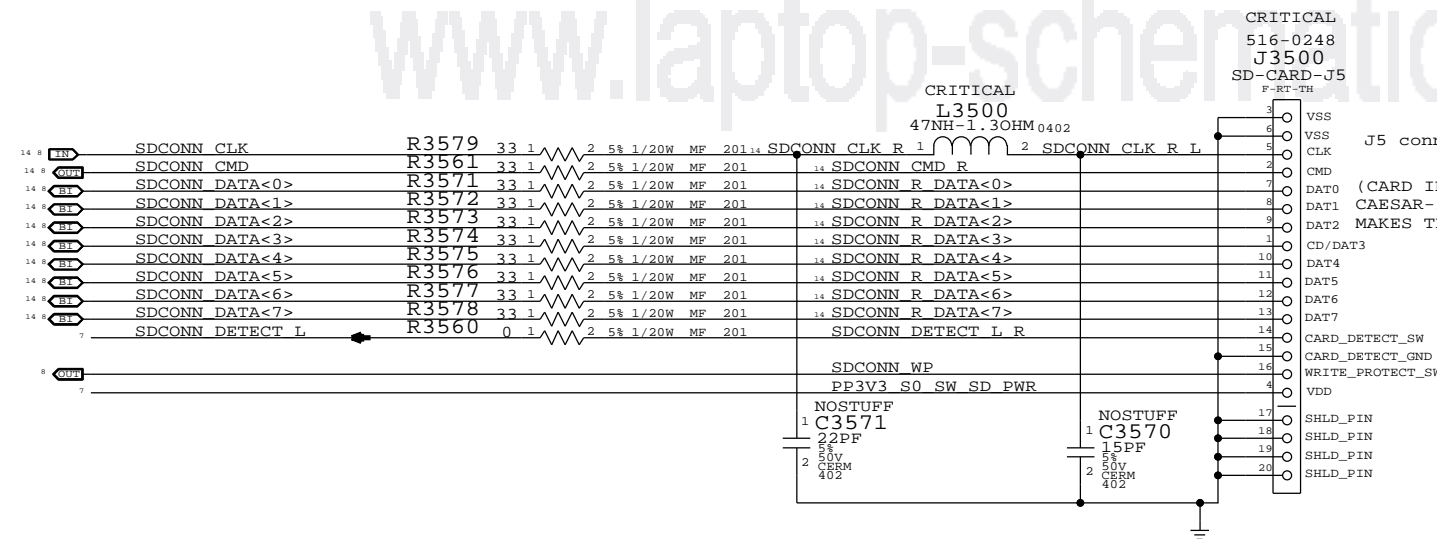 www.laptop-schematic
CRITICAL
516-0248
J3500
SD-CARD-J5
F-RT-TH
CRITICAL
L3500
47NH-1.3OHM 0402
J5 conn
14 8 IN SDCONN_CLK R3579 33 1 2 5% 1/20W MF 201 14 SDCONN_CLK_R 1 2 SDCONN_CLK_R_L
14 8 OUT SDCONN_CMD R3561 33 1 2 5% 1/20W MF 201 14 SDCONN_CMD_R
14 8 BI SDCONN_DATA<0> R3571 33 1 2 5% 1/20W MF 201 14 SDCONN_R_DATA<0>
14 8 BI SDCONN_DATA<1> R3572 33 1 2 5% 1/20W MF 201 14 SDCONN_R_DATA<1>
14 8 BI SDCONN_DATA<2> R3573 33 1 2 5% 1/20W MF 201 14 SDCONN_R_DATA<2>
14 8 BI SDCONN_DATA<3> R3574 33 1 2 5% 1/20W MF 201 14 SDCONN_R_DATA<3>
14 8 BI SDCONN_DATA<4> R3575 33 1 2 5% 1/20W MF 201 14 SDCONN_R_DATA<4>
14 8 BI SDCONN_DATA<5> R3576 33 1 2 5% 1/20W MF 201 14 SDCONN_R_DATA<5>
14 8 BI SDCONN_DATA<6> R3577 33 1 2 5% 1/20W MF 201 14 SDCONN_R_DATA<6>
14 8 BI SDCONN_DATA<7> R3578 33 1 2 5% 1/20W MF 201 14 SDCONN_R_DATA<7>
7 SDCONN_DETECT_L R3560 0 1 2 5% 1/20W MF 201 SDCONN_DETECT_L_R
8 OUT SDCONN_WP
7 PP3V3_S0_SW_SD_PWR
3 VSS
6 VSS
5 CLK
2 CMD
7 DAT0 (CARD I
8 DAT1 CAESAR-
9 DAT2 MAKES T
1 CD/DAT3
10 DAT4
11 DAT5
12 DAT6
13 DAT7
14 CARD_DETECT_SW
15 CARD_DETECT_GND
16 WRITE_PROTECT_SW
4 VDD
17 SHLD_PIN
18 SHLD_PIN
19 SHLD_PIN
20 SHLD_PIN
NOSTUFF
1 C3571
22PF
5%
50V
2 CERM
402
NOSTUFF
1 C3570
15PF
5%
50V
2 CERM
402